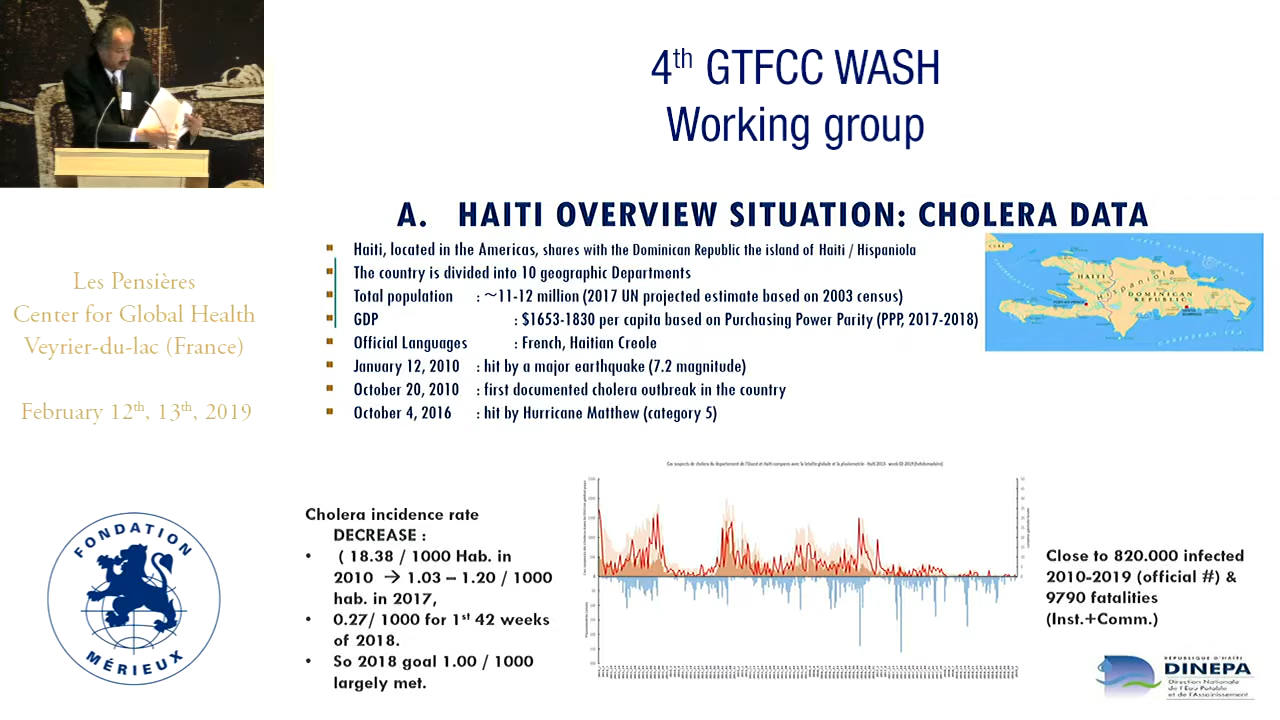 4th GTFCC WASH
Working group
A. HAITI OVERVIEW SITUATION: CHOLERA DATA
Haiti, located in the Americas, shares with the Dominican Republic the island of Haiti / Hispaniola
The country is divided into 10 geographic Departments
Total population : ~11-12 million (2017 UN projected estimate based on 2003 census)
GDP : $1653-1830 per capita based on Purchasing Power Parity (PPP, 2017-2018)
Official Languages : French, Haitian Creole
January 12, 2010 : hit by a major earthquake (7.2 magnitude)
October 20, 2010 : first documented cholera outbreak in the country
October 4, 2016 : hit by Hurricane Matthew (category 5)
HAITI
Hispaniola
DOMINICAN
REPUBLIC
Les Pensières
Center for Global Health
Veyrier-du-lac (France)
February 12th, 13th, 2019
FONDATION
MÉRIEUX
Cholera incidence rate
DECREASE :
• ( 18.38 / 1000 Hab. in
2010 → 1.03 – 1.20 / 1000
hab. in 2017,
• 0.27/ 1000 for 1st 42 weeks
of 2018.
• So 2018 goal 1.00 / 1000
largely met.
Close to 820.000 infected
2010-2019 (official #) &
9790 fatalities
(Inst.+Comm.)
REPUBLIQUE D'HAÏTI
DINEPA
Direction Nationale
de l'Eau Potable
et de l'Assainissement